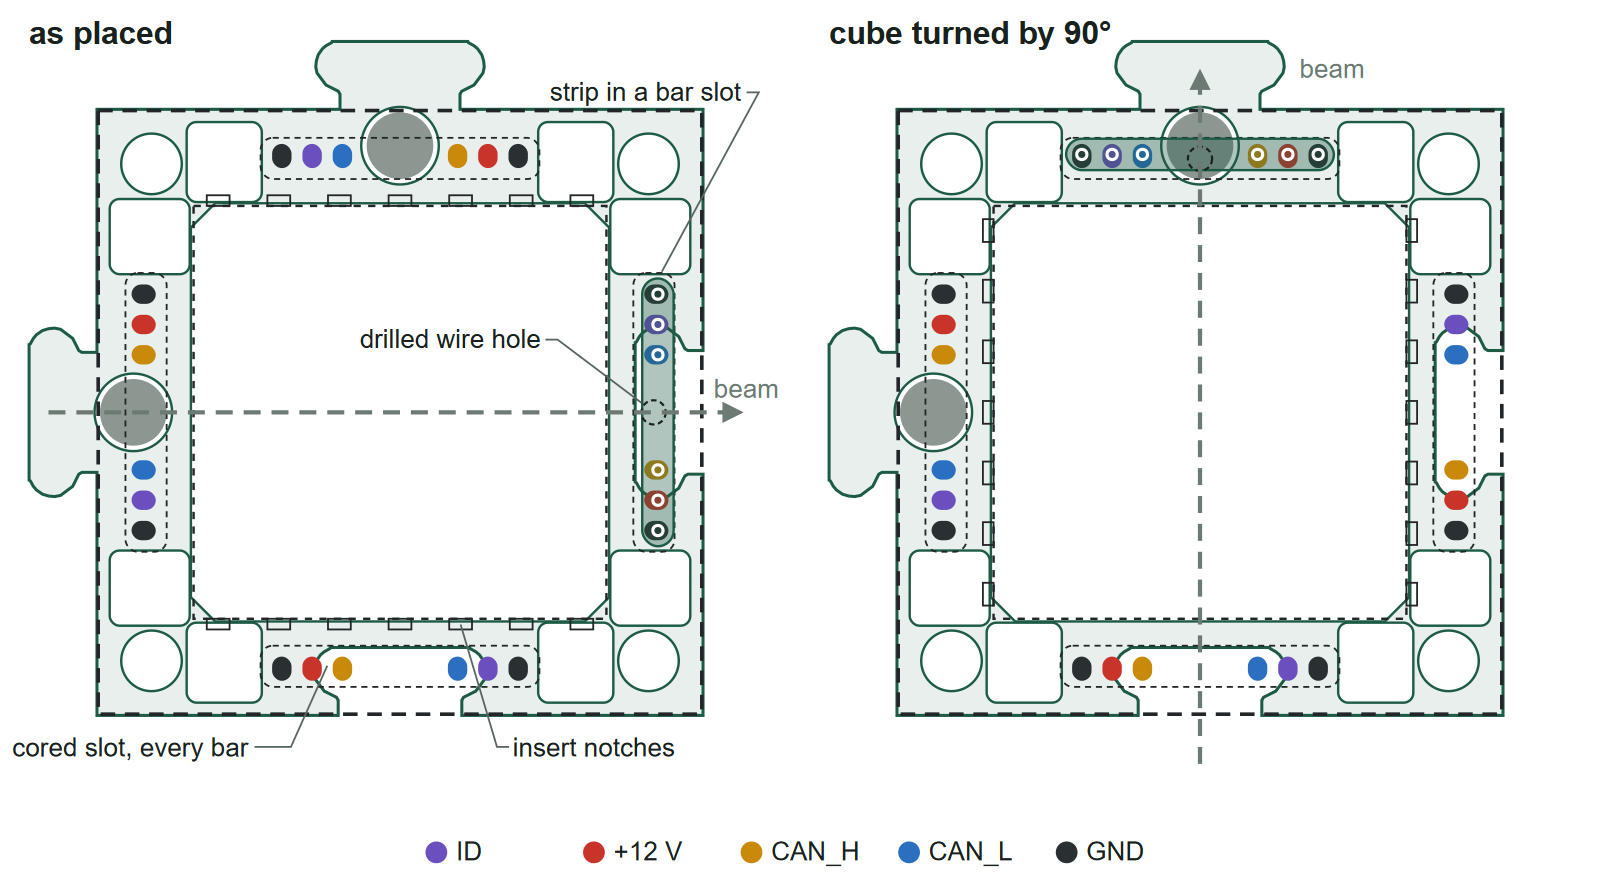 as placed
cube turned by 90°
beam
strip in a bar slot
drilled wire hole
beam
cored slot, every bar
insert notches
ID
+12 V
CAN_H
CAN_L
GND